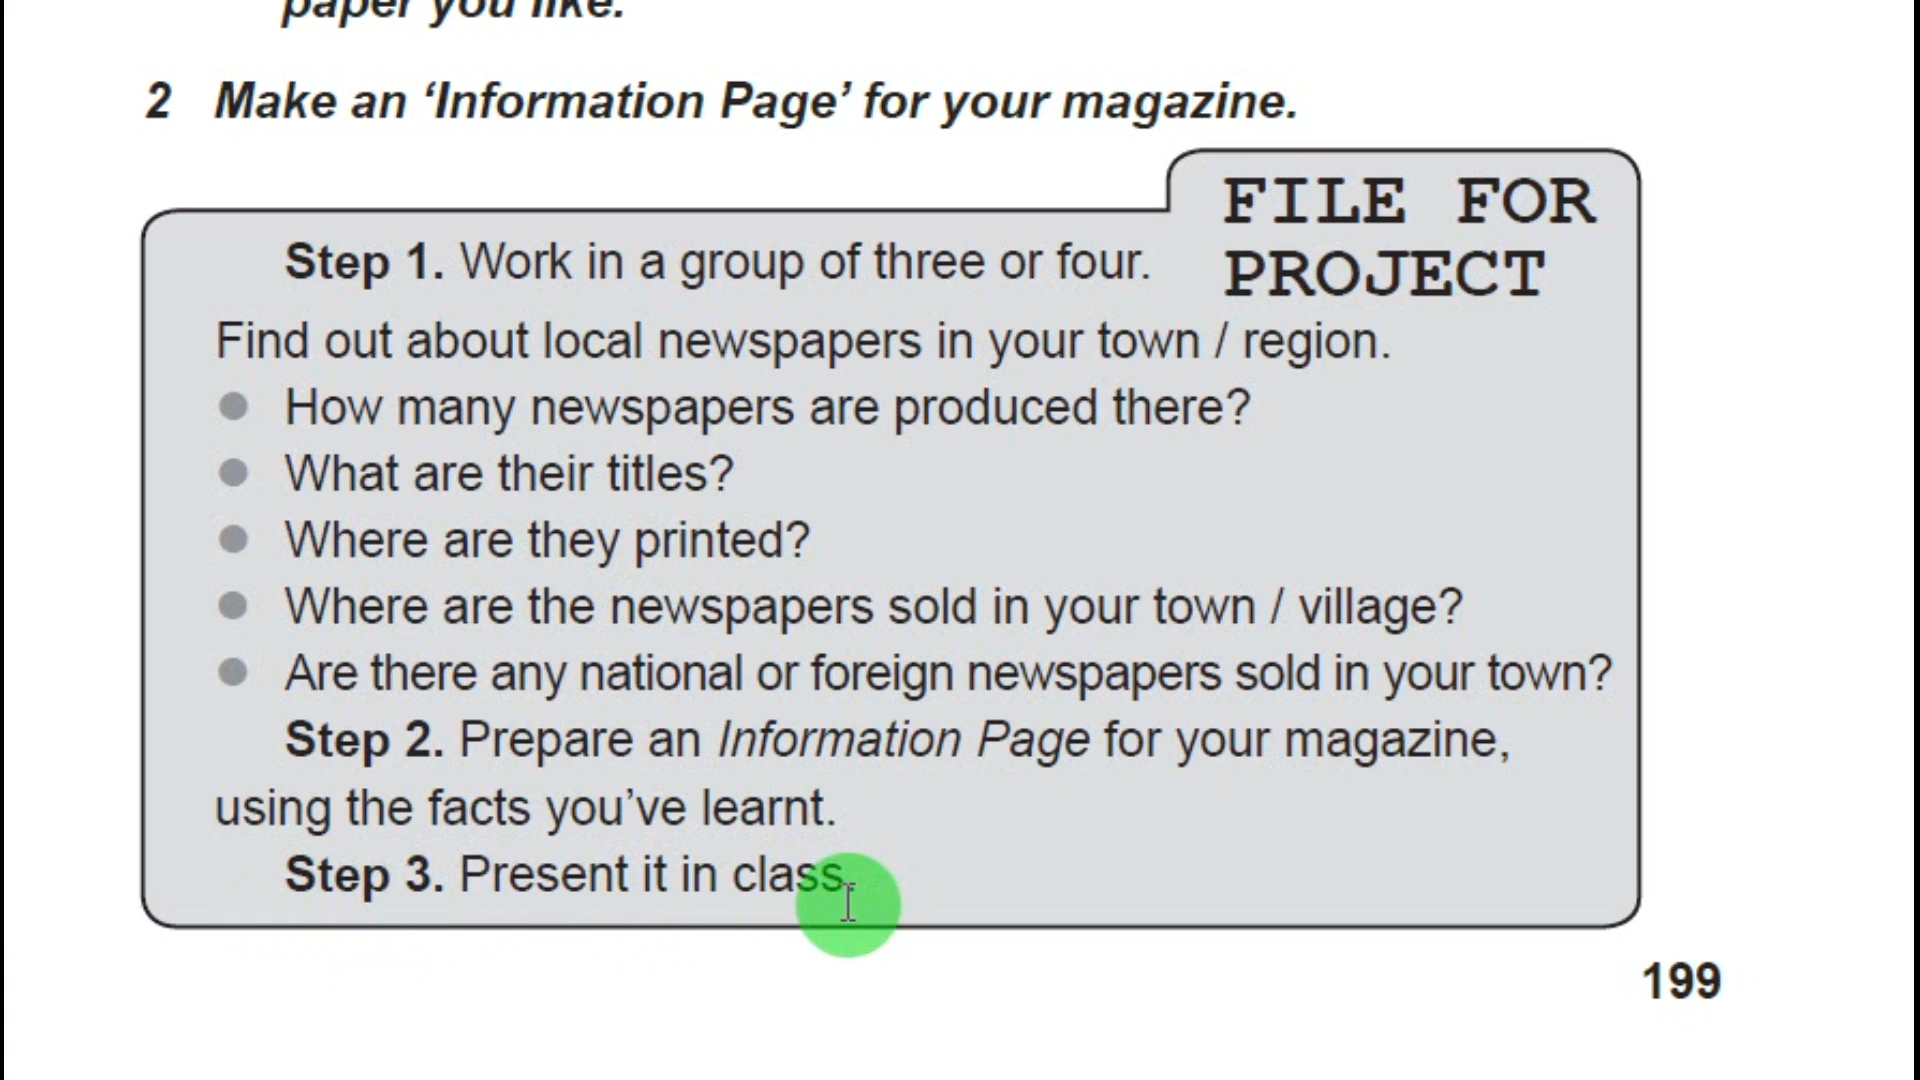 paper you like.
2 Make an ‘Information Page’ for your magazine.
FILE FOR
PROJECT
Step 1. Work in a group of three or four.
Find out about local newspapers in your town / region.
● How many newspapers are produced there?
● What are their titles?
● Where are they printed?
● Where are the newspapers sold in your town / village?
● Are there any national or foreign newspapers sold in your town?
Step 2. Prepare an Information Page for your magazine,
using the facts you’ve learnt.
Step 3. Present it in class.
199